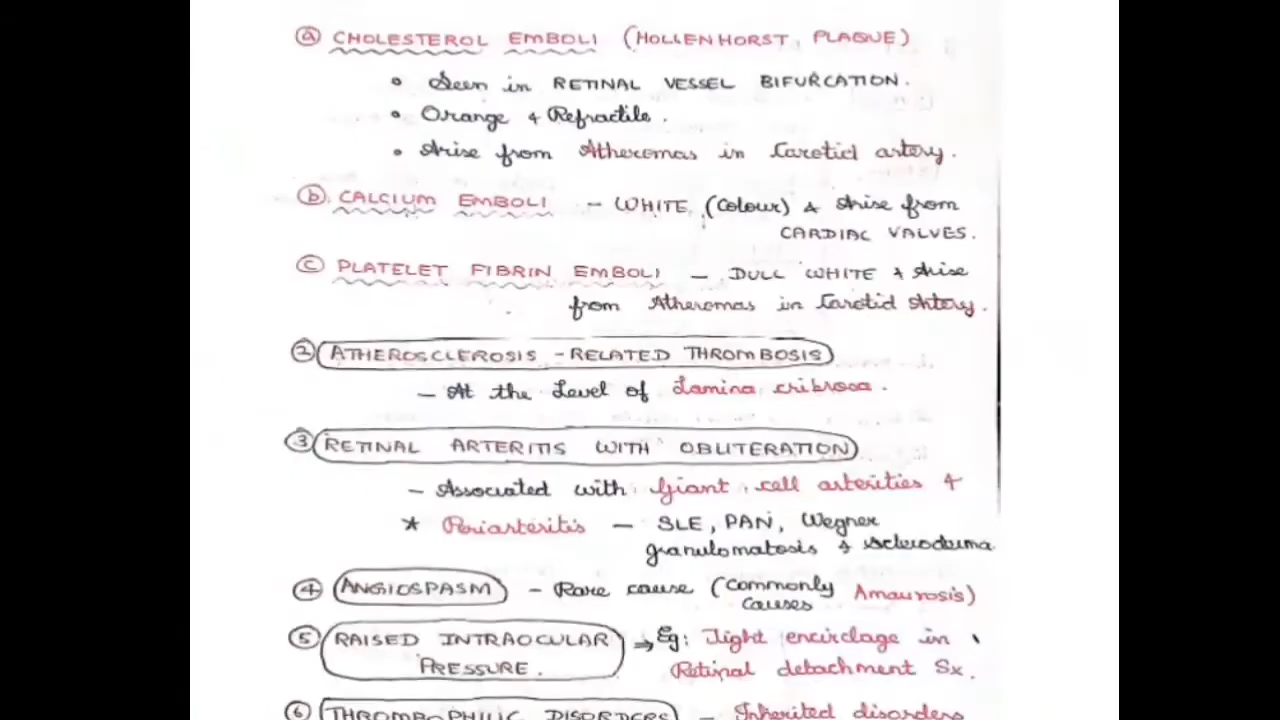 ⓐ CHOLESTEROL EMBOLI (HOLLENHORST PLAQUE)
• Seen in RETINAL VESSEL BIFURCATION.
• Orange & Refractile.
• Arise from Atheromas in Carotid artery.
ⓑ CALCIUM EMBOLI - WHITE (Colour) & Arise from
CARDIAC VALVES.
ⓒ PLATELET FIBRIN EMBOLI - DULL WHITE & Arise
from Atheromas in Carotid Artery.
② ATHEROSCLEROSIS - RELATED THROMBOSIS
- At the Level of Lamina cribrosa.
③ RETINAL ARTERITIS WITH OBLITERATION
- Associated with Giant cell arterities &
* Periarteritis - SLE, PAN, Wegner
granulomatosis & scleroderma
④ ANGIOSPASM - Rare cause (Commonly Amaurosis)
causes
⑤ RAISED INTRAOCULAR → Eg: Tight encirclage in
PRESSURE. Retinal detachment Sx.
⑥ THROMBOPHILIC DISORDERS - Inherited disorders